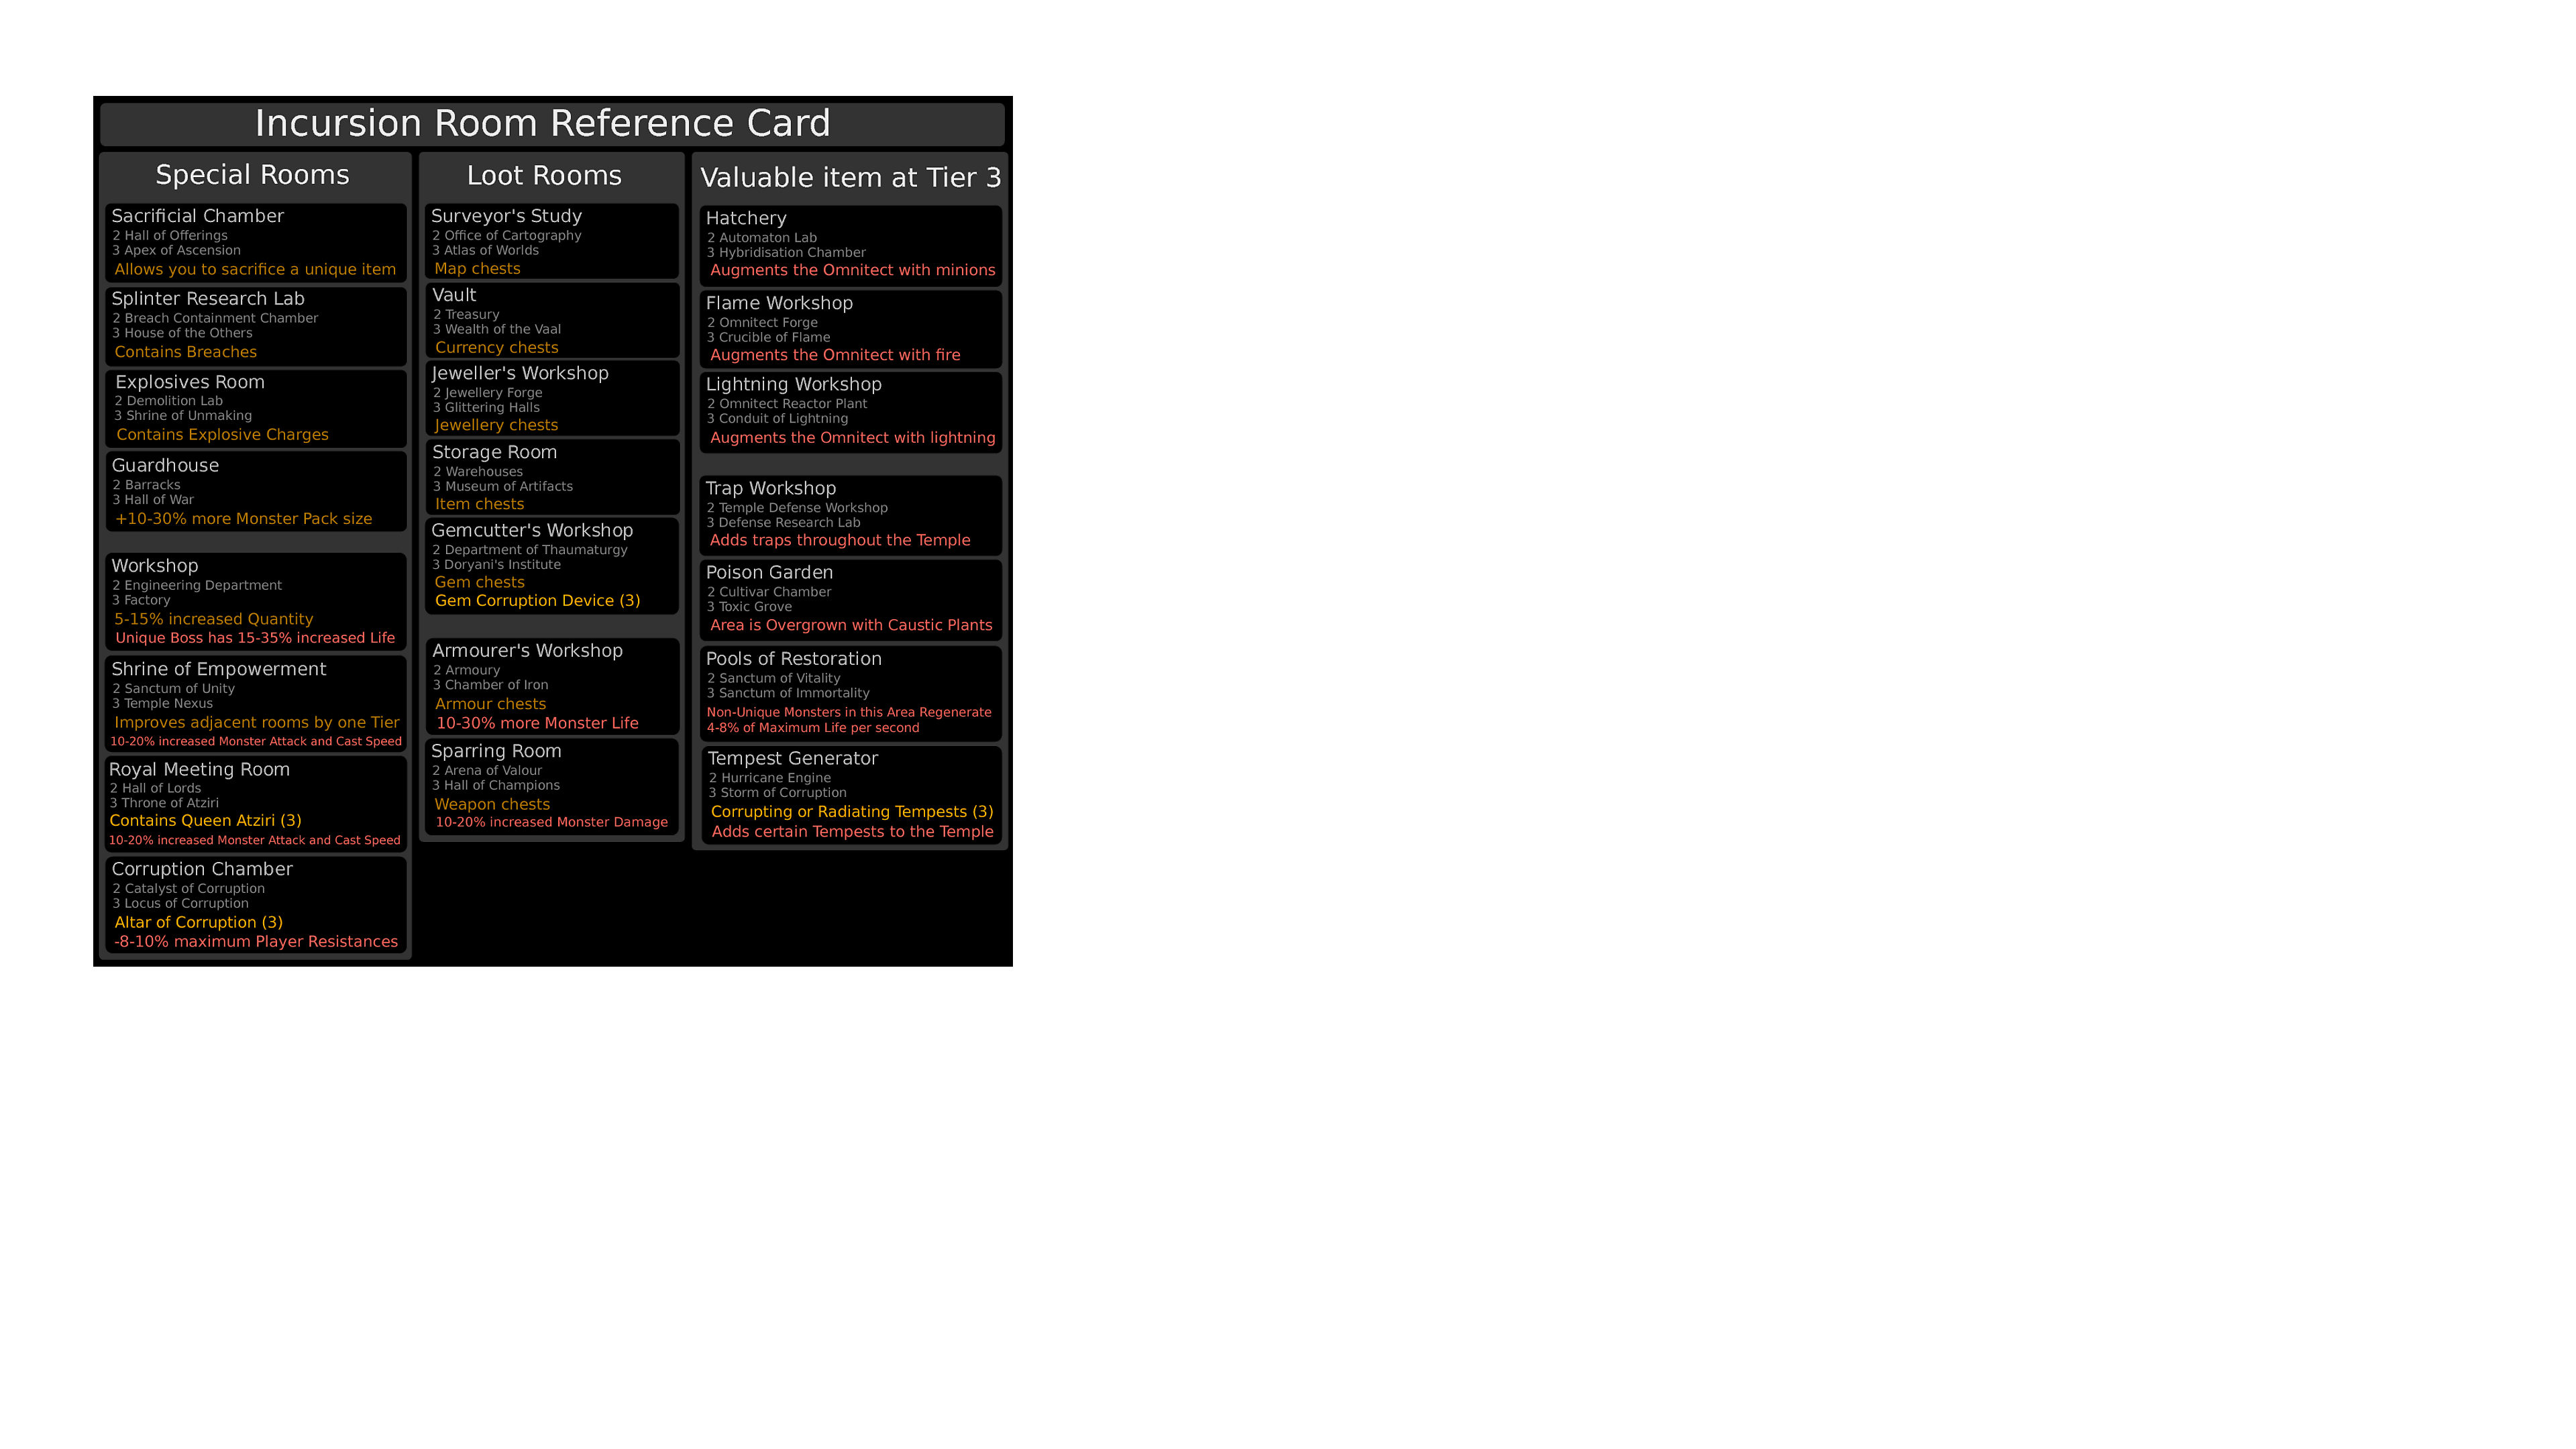 Incursion Room Reference Card
Special Rooms
Sacrificial Chamber
2 Hall of Offerings
3 Apex of Ascension
Allows you to sacrifice a unique item
Splinter Research Lab
2 Breach Containment Chamber
3 House of the Others
Contains Breaches
Explosives Room
2 Demolition Lab
3 Shrine of Unmaking
Contains Explosive Charges
Guardhouse
2 Barracks
3 Hall of War
+10-30% more Monster Pack size
Workshop
2 Engineering Department
3 Factory
5-15% increased Quantity
Unique Boss has 15-35% increased Life
Shrine of Empowerment
2 Sanctum of Unity
3 Temple Nexus
Improves adjacent rooms by one Tier
10-20% increased Monster Attack and Cast Speed
Royal Meeting Room
2 Hall of Lords
3 Throne of Atziri
Contains Queen Atziri (3)
10-20% increased Monster Attack and Cast Speed
Corruption Chamber
2 Catalyst of Corruption
3 Locus of Corruption
Altar of Corruption (3)
-8-10% maximum Player Resistances
Loot Rooms
Surveyor's Study
2 Office of Cartography
3 Atlas of Worlds
Map chests
Vault
2 Treasury
3 Wealth of the Vaal
Currency chests
Jeweller's Workshop
2 Jewellery Forge
3 Glittering Halls
Jewellery chests
Storage Room
2 Warehouses
3 Museum of Artifacts
Item chests
Gemcutter's Workshop
2 Department of Thaumaturgy
3 Doryani's Institute
Gem chests
Gem Corruption Device (3)
Armourer's Workshop
2 Armoury
3 Chamber of Iron
Armour chests
10-30% more Monster Life
Sparring Room
2 Arena of Valour
3 Hall of Champions
Weapon chests
10-20% increased Monster Damage
Valuable item at Tier 3
Hatchery
2 Automaton Lab
3 Hybridisation Chamber
Augments the Omnitect with minions
Flame Workshop
2 Omnitect Forge
3 Crucible of Flame
Augments the Omnitect with fire
Lightning Workshop
2 Omnitect Reactor Plant
3 Conduit of Lightning
Augments the Omnitect with lightning
Trap Workshop
2 Temple Defense Workshop
3 Defense Research Lab
Adds traps throughout the Temple
Poison Garden
2 Cultivar Chamber
3 Toxic Grove
Area is Overgrown with Caustic Plants
Pools of Restoration
2 Sanctum of Vitality
3 Sanctum of Immortality
Non-Unique Monsters in this Area Regenerate
4-8% of Maximum Life per second
Tempest Generator
2 Hurricane Engine
3 Storm of Corruption
Corrupting or Radiating Tempests (3)
Adds certain Tempests to the Temple